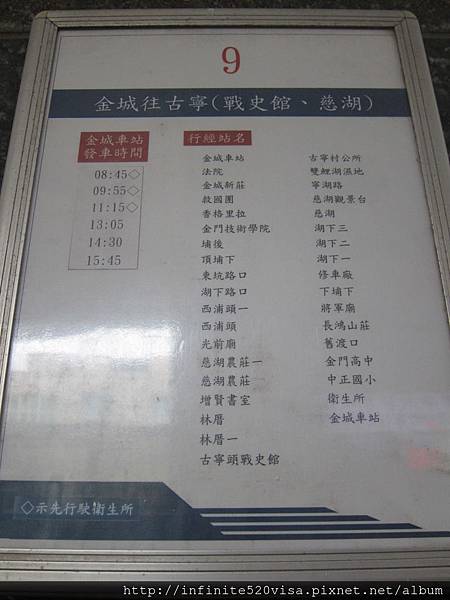 9
金城往古寧(戰史館、慈湖)
金城車站
發車時間
08:45◇
09:55◇
11:15◇
13:05
14:30
15:45
行經站名
金城車站
法院
金城新莊
救國團
香格里拉
金門技術學院
埔後
頂埔下
東坑路口
湖下路口
西浦頭一
西浦頭
光前廟
慈湖農莊一
慈湖農莊
增賢書室
林厝
林厝一
古寧頭戰史館
古寧村公所
雙鯉湖濕地
寧湖路
慈湖觀景台
慈湖
湖下三
湖下二
湖下一
修車廠
下埔下
將軍廟
長鴻山莊
舊渡口
金門高中
中正國小
衛生所
金城車站
◇示先行駛衛生所
http://infinite520visa.pixnet.net/album